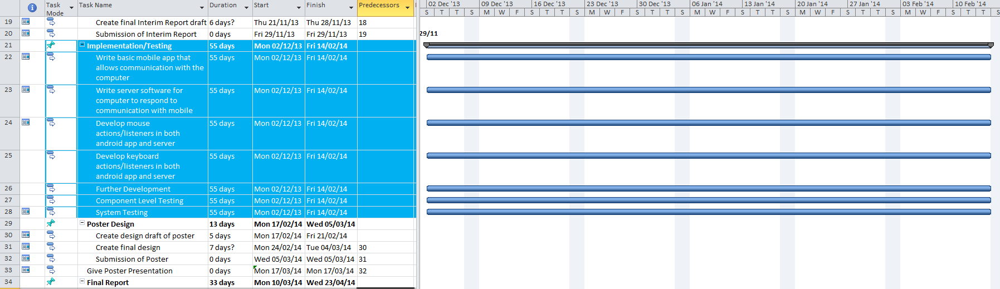 Task Mode Task Name Duration Start Finish Predecessors
02 Dec '13 09 Dec '13 16 Dec '13 23 Dec '13 30 Dec '13 06 Jan '14 13 Jan '14 20 Jan '14 27 Jan '14 03 Feb '14 10 Feb '14
S T T S M W F S T T S M W F S T T S M W F S T T S M W F S T T S M W F S T T S M W F S T T S
19 Create final Interim Report draft 6 days? Thu 21/11/13 Thu 28/11/13 18
20 Submission of Interim Report 0 days Fri 29/11/13 Fri 29/11/13 19 29/11
21 Implementation/Testing 55 days Mon 02/12/13 Fri 14/02/14
22 Write basic mobile app that 55 days Mon 02/12/13 Fri 14/02/14
allows communication with the
computer
23 Write server software for 55 days Mon 02/12/13 Fri 14/02/14
computer to respond to
communication with mobile
24 Develop mouse 55 days Mon 02/12/13 Fri 14/02/14
actions/listeners in both
android app and server
25 Develop keyboard 55 days Mon 02/12/13 Fri 14/02/14
actions/listeners in both
android app and server
26 Further Development 55 days Mon 02/12/13 Fri 14/02/14
27 Component Level Testing 55 days Mon 02/12/13 Fri 14/02/14
28 System Testing 55 days Mon 02/12/13 Fri 14/02/14
29 Poster Design 13 days Mon 17/02/14 Wed 05/03/14
30 Create design draft of poster 5 days Mon 17/02/14 Fri 21/02/14
31 Create final design 7 days? Mon 24/02/14 Tue 04/03/14 30
32 Submission of Poster 0 days Wed 05/03/14 Wed 05/03/14 31
33 Give Poster Presentation 0 days Mon 17/03/14 Mon 17/03/14 32
34 Final Report 33 days Mon 10/03/14 Wed 23/04/14